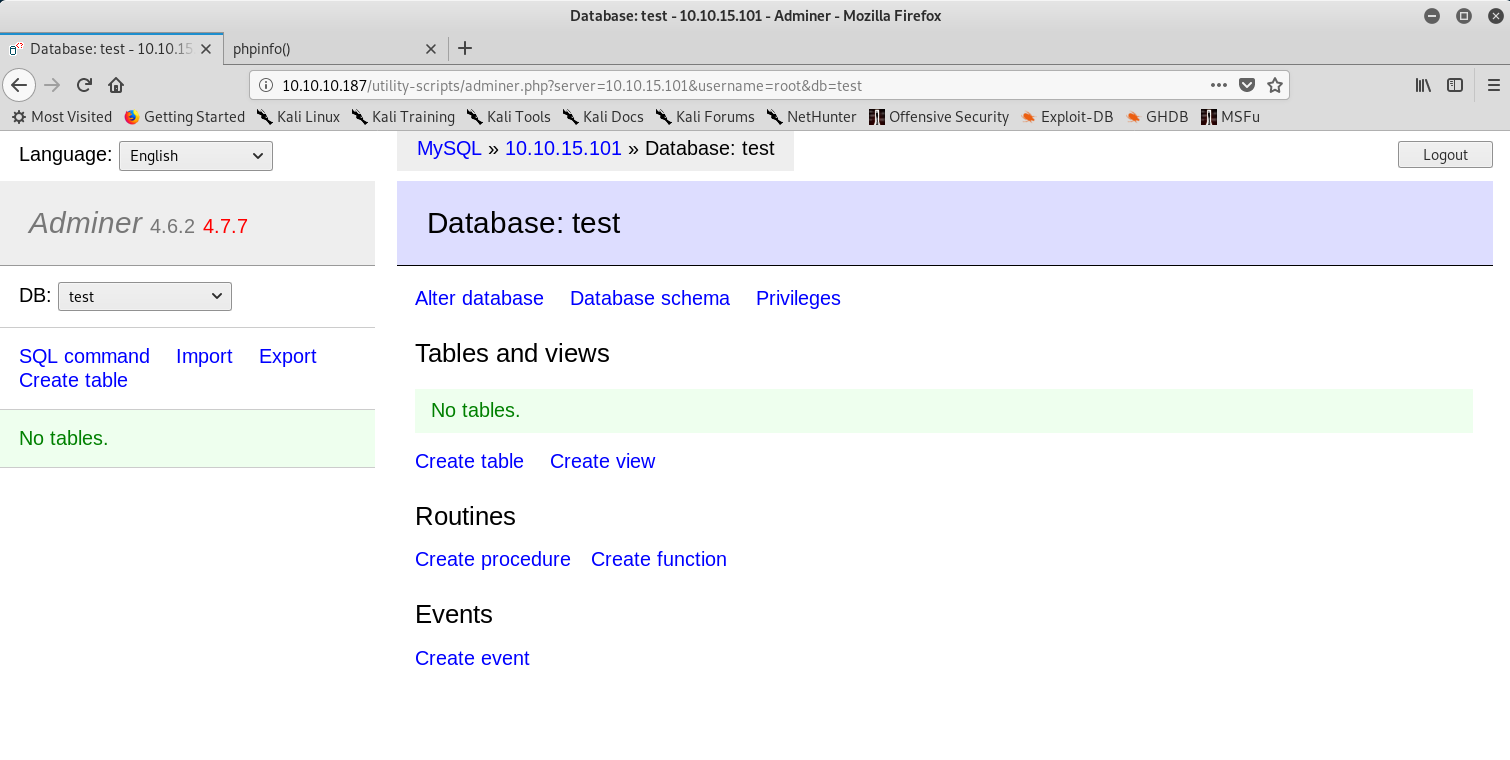 Database: test - 10.10.15.101 - Adminer - Mozilla Firefox
Database: test - 10.10.15 phpinfo()
10.10.10.187/utility-scripts/adminer.php?server=10.10.15.101&username=root&db=test
Most Visited Getting Started Kali Linux Kali Training Kali Tools Kali Docs Kali Forums NetHunter Offensive Security Exploit-DB GHDB MSFu
Language: English
MySQL » 10.10.15.101 » Database: test
Logout
Adminer 4.6.2 4.7.7
DB: test
SQL command Import Export
Create table
No tables.
Database: test
Alter database Database schema Privileges
Tables and views
No tables.
Create table Create view
Routines
Create procedure Create function
Events
Create event